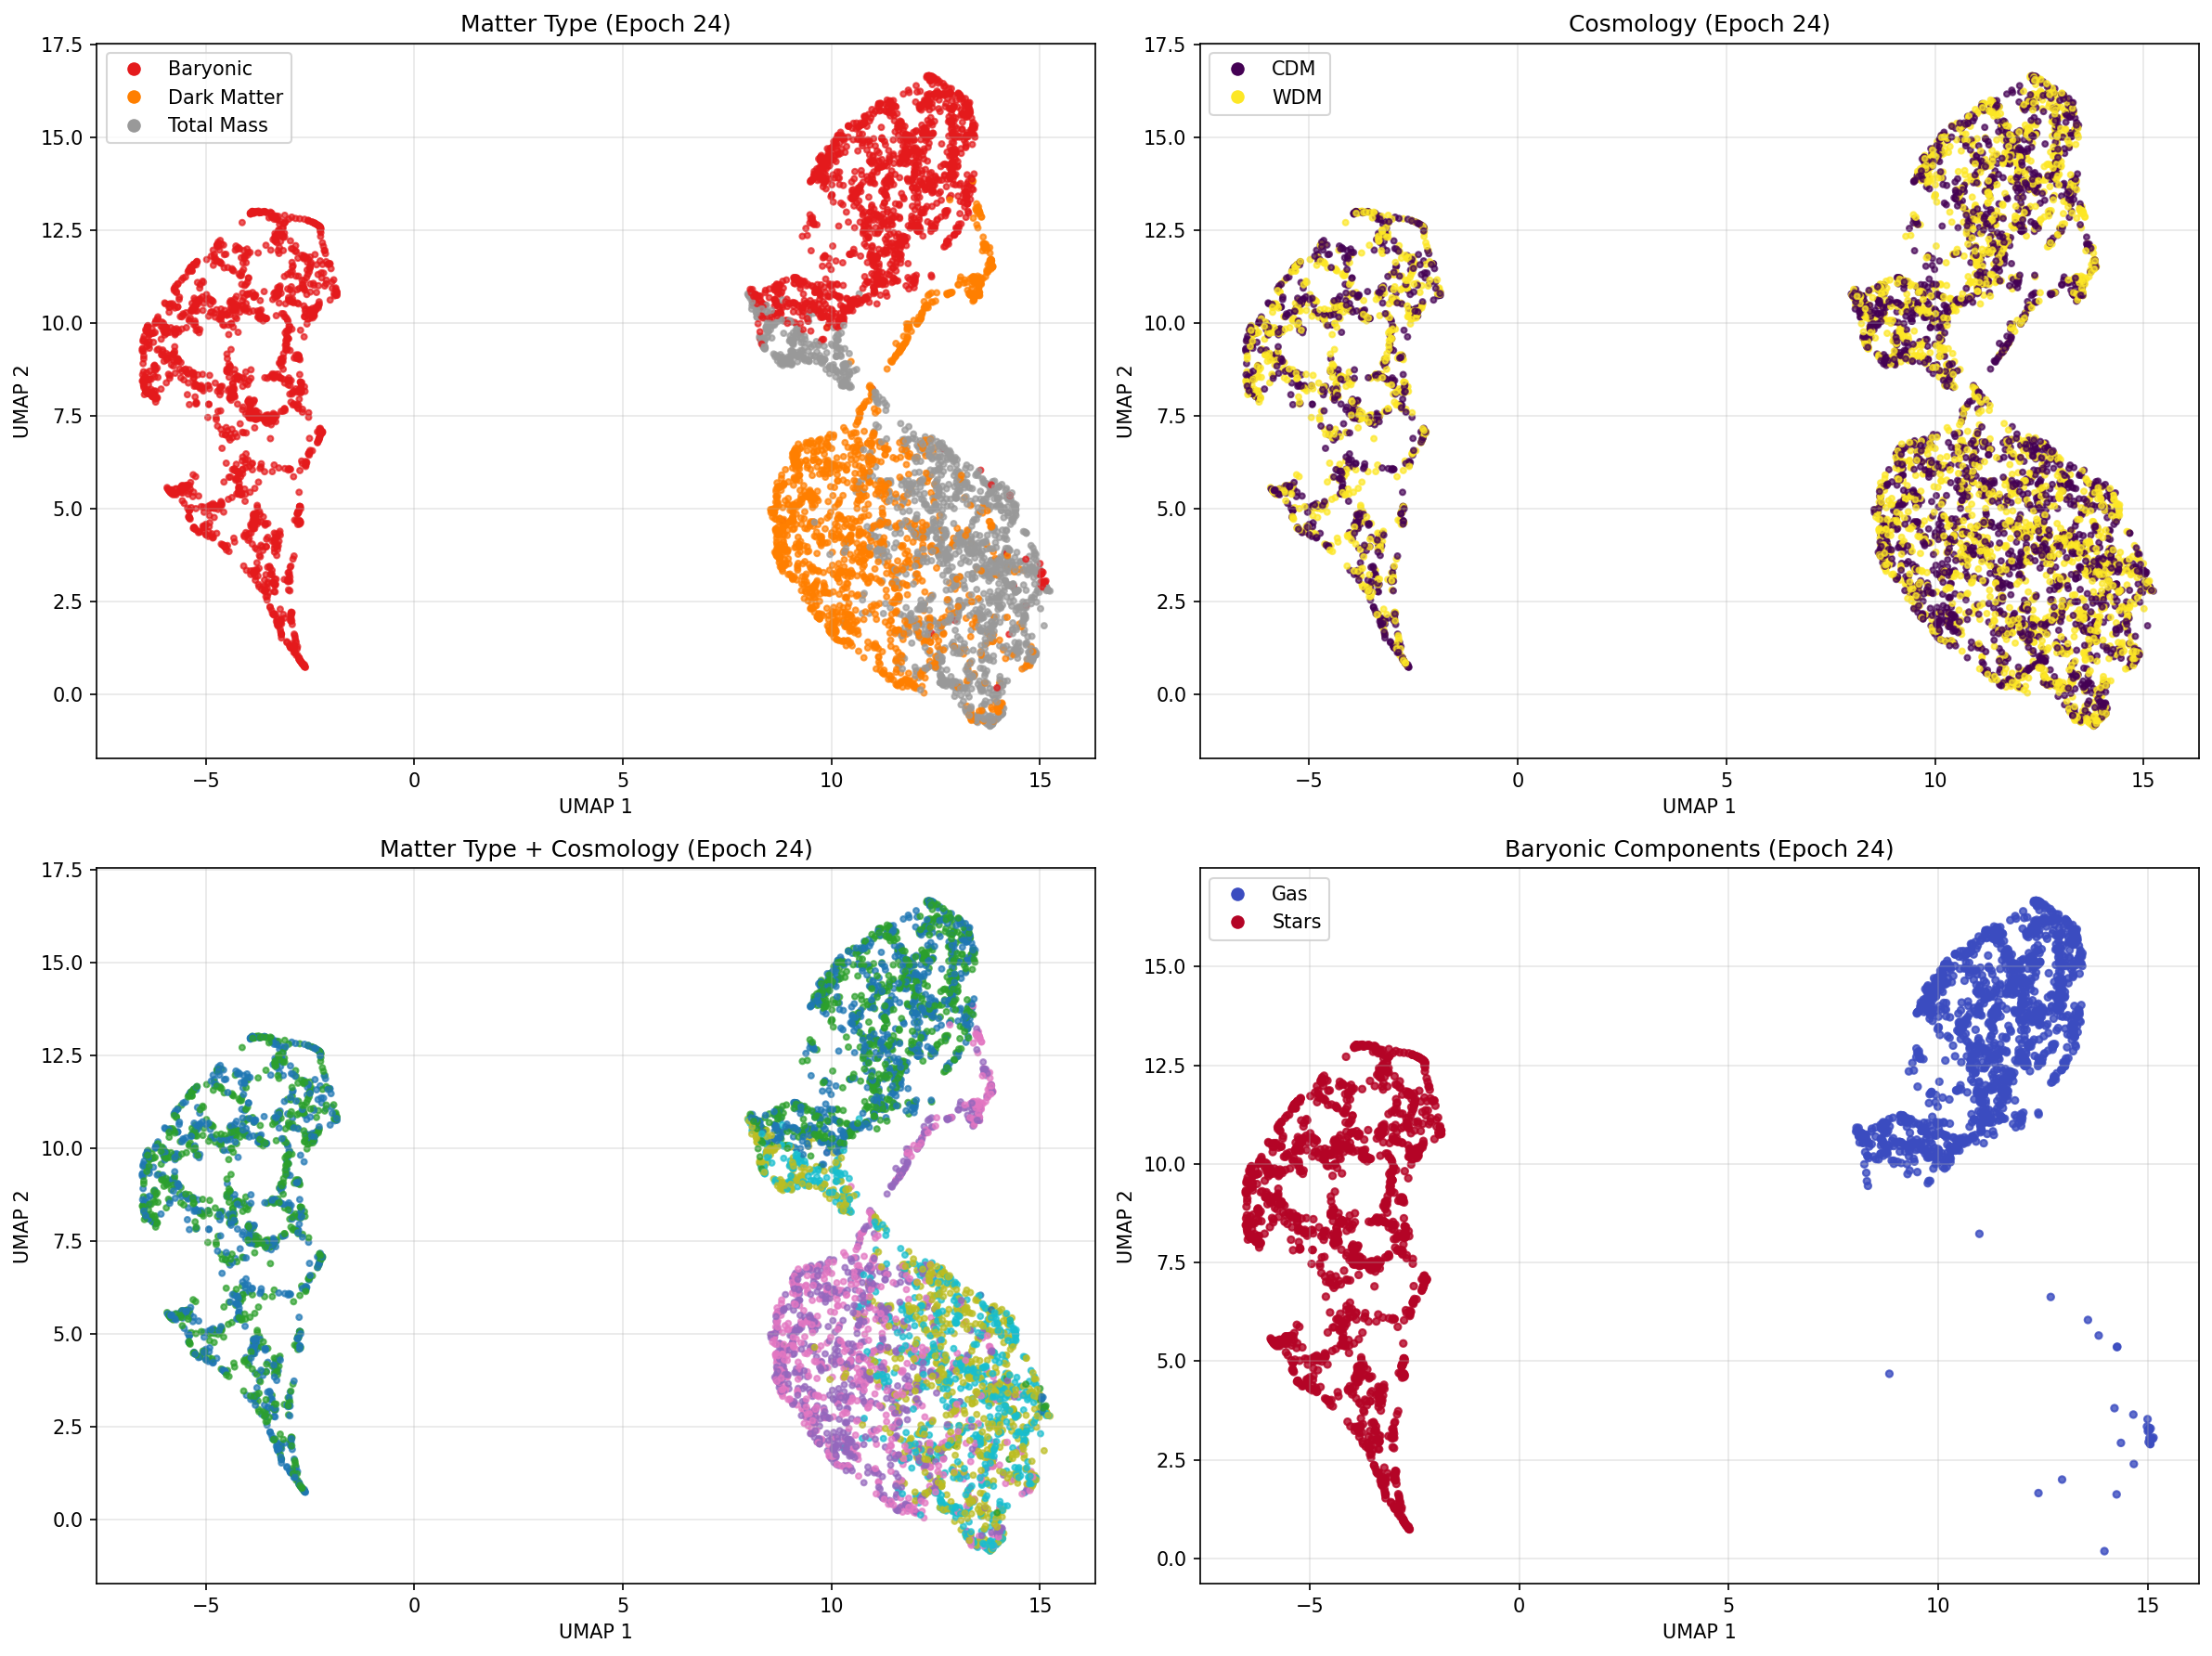 Matter Type (Epoch 24)
17.5
15.0
12.5
10.0
7.5
5.0
2.5
0.0
UMAP 2
Baryonic
Dark Matter
Total Mass
−5
0
5
10
15
UMAP 1
Cosmology (Epoch 24)
17.5
15.0
12.5
10.0
7.5
5.0
2.5
0.0
UMAP 2
CDM
WDM
−5
0
5
10
15
UMAP 1
Matter Type + Cosmology (Epoch 24)
17.5
15.0
12.5
10.0
7.5
5.0
2.5
0.0
UMAP 2
−5
0
5
10
15
UMAP 1
Baryonic Components (Epoch 24)
15.0
12.5
10.0
7.5
5.0
2.5
0.0
UMAP 2
Gas
Stars
−5
0
5
10
15
UMAP 1